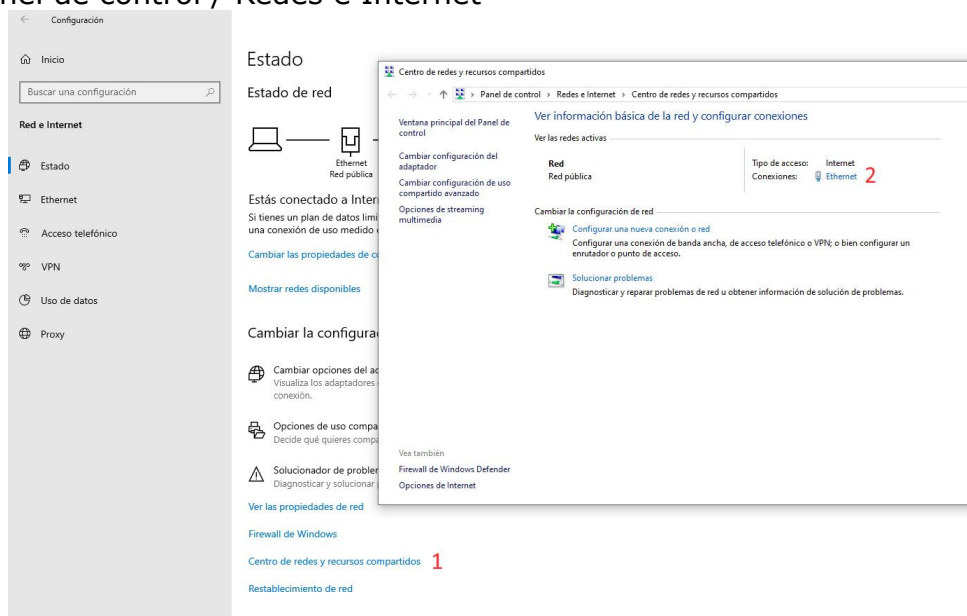 de control / Redes e Internet
Configuración
Inicio
Buscar una configuración
Red e Internet
Estado
Ethernet
Acceso telefónico
VPN
Uso de datos
Proxy
Estado
Estado de red
Ethernet
Red pública
Estás conectado a
Si tienes un plan de datos
una conexión de uso medido
Cambiar las propiedades de
Mostrar redes disponibles
Cambiar la
Cambiar opciones del
Visualiza los adaptadores
conexión.
Opciones de uso
Decide qué quieres
Solucionador de
Diagnosticar y solucionar
Ver las propiedades de red
Firewall de Windows
Centro de redes y recursos compartidos 1
Restablecimiento de red
Centro de redes y recursos compartidos
Panel de control > Redes e Internet > Centro de redes y recursos compartidos
Ventana principal del Panel de
control
Cambiar configuración del
adaptador
Cambiar configuración de uso
compartido avanzado
Opciones de streaming
multimedia
Vea también
Firewall de Windows Defender
Opciones de Internet
Ver información básica de la red y configurar conexiones
Ver las redes activas
Red
Red pública
Tipo de acceso: Internet
Conexiones: Ethernet 2
Cambiar la configuración de red
Configurar una nueva conexión o red
Configurar una conexión de banda ancha, de acceso telefónico o VPN; o bien configurar un
enrutador o punto de acceso.
Solucionar problemas
Diagnosticar y reparar problemas de red u obtener información de solución de problemas.